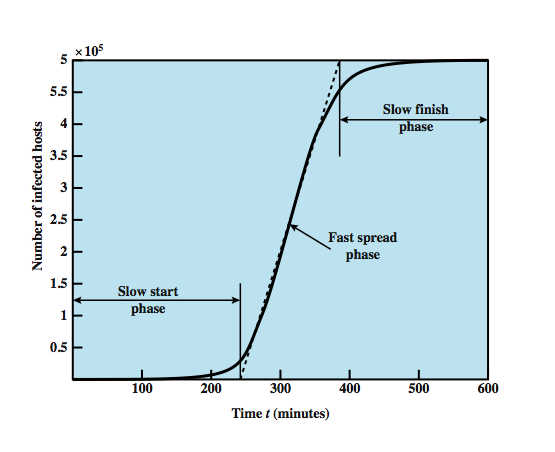 ×10⁵
5
5.5
4
3.5
3
2.5
2
1.5
1
0.5
Number of infected hosts
Slow finish
phase
Fast spread
phase
Slow start
phase
100 200 300 400 500 600
Time t (minutes)